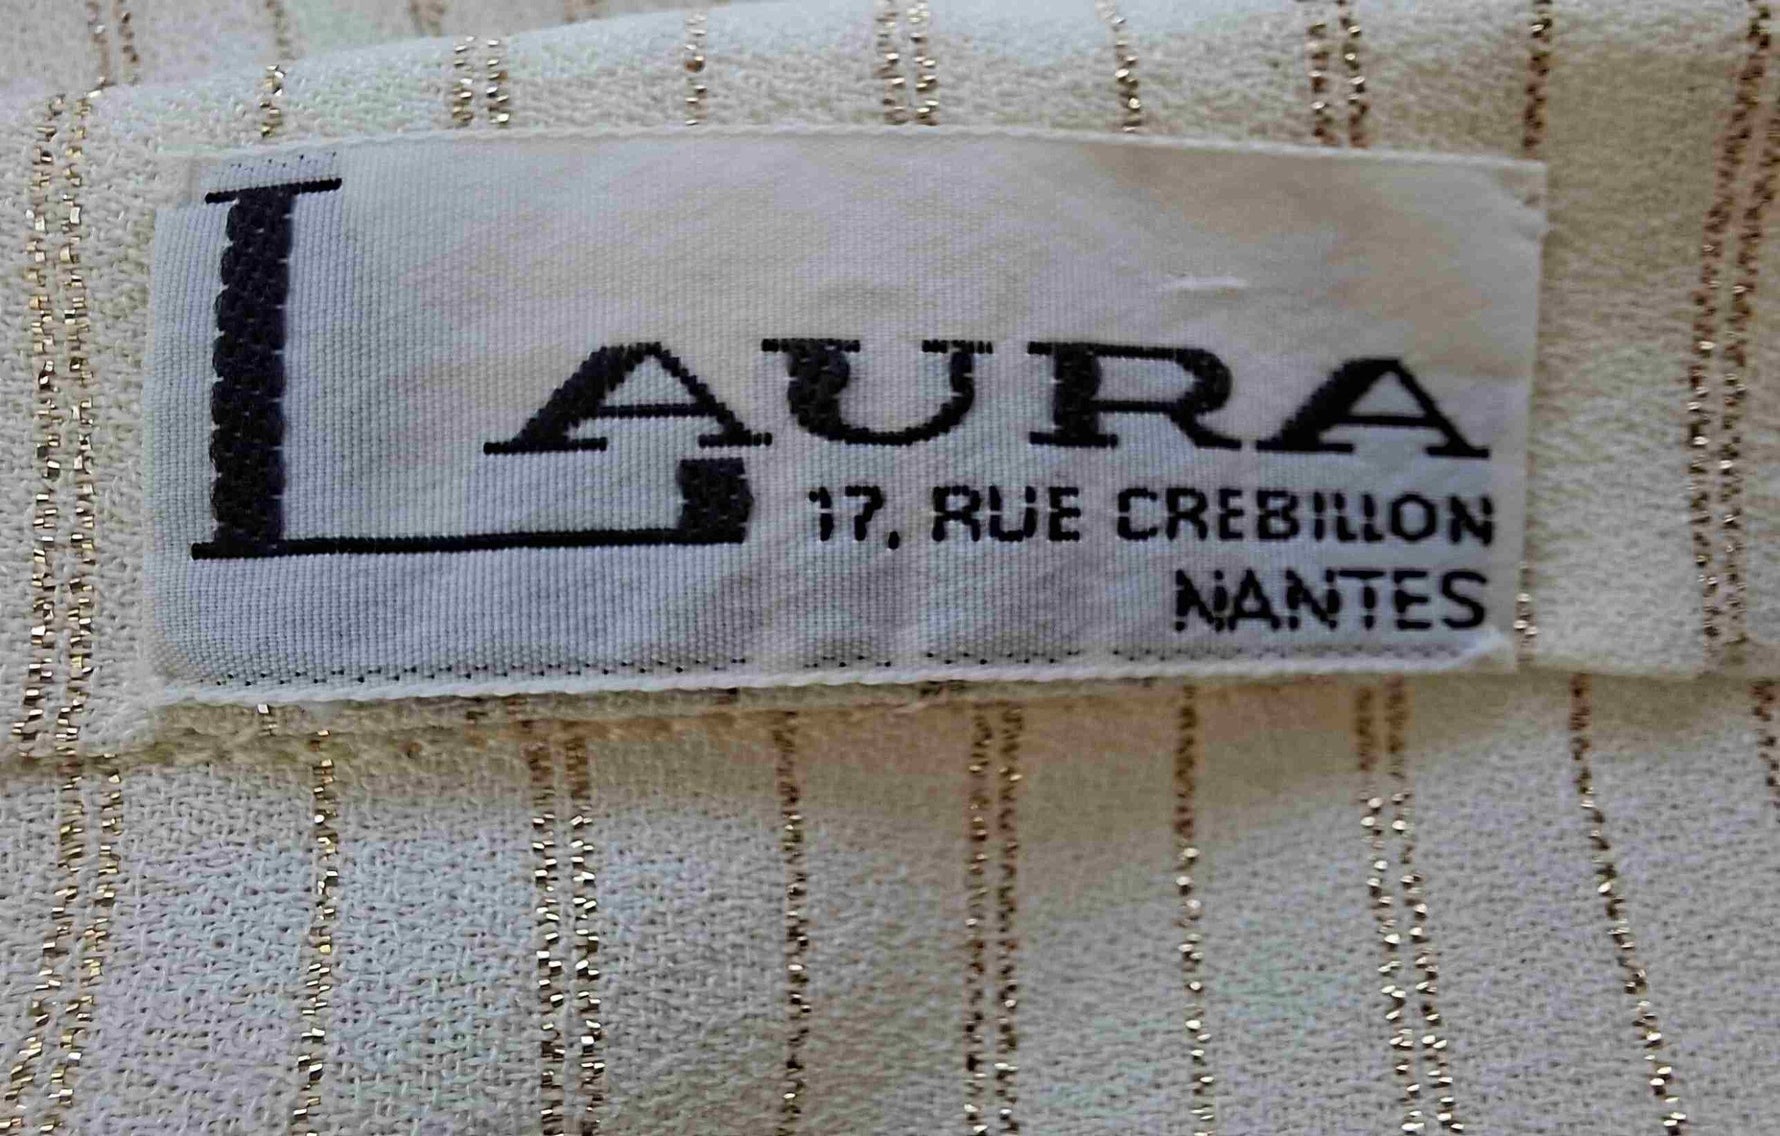 LAURA
17, RUE CREBILLON
NANTES